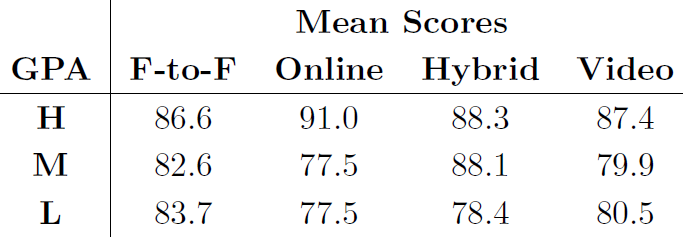 Mean Scores
GPA F-to-F Online Hybrid Video
H 86.6 91.0 88.3 87.4
M 82.6 77.5 88.1 79.9
L 83.7 77.5 78.4 80.5